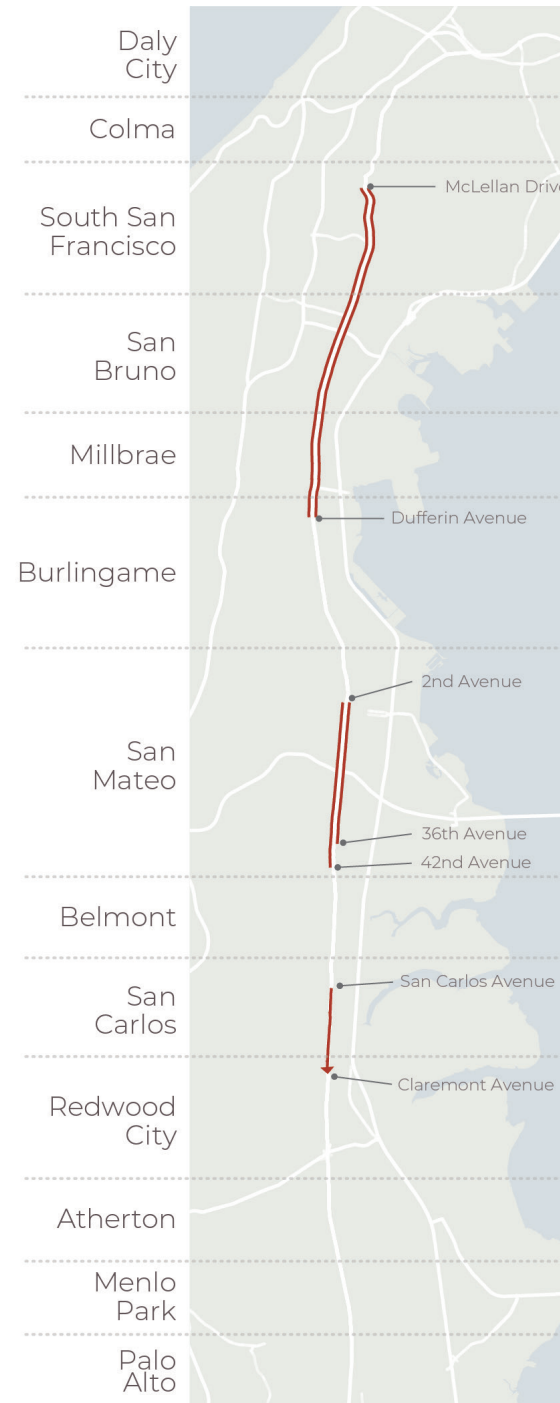 Daly
City
Colma
McLellan Drive
South San
Francisco
San
Bruno
Millbrae
Dufferin Avenue
Burlingame
2nd Avenue
San
Mateo
36th Avenue
42nd Avenue
Belmont
San Carlos Avenue
San
Carlos
Claremont Avenue
Redwood
City
Atherton
Menlo
Park
Palo
Alto